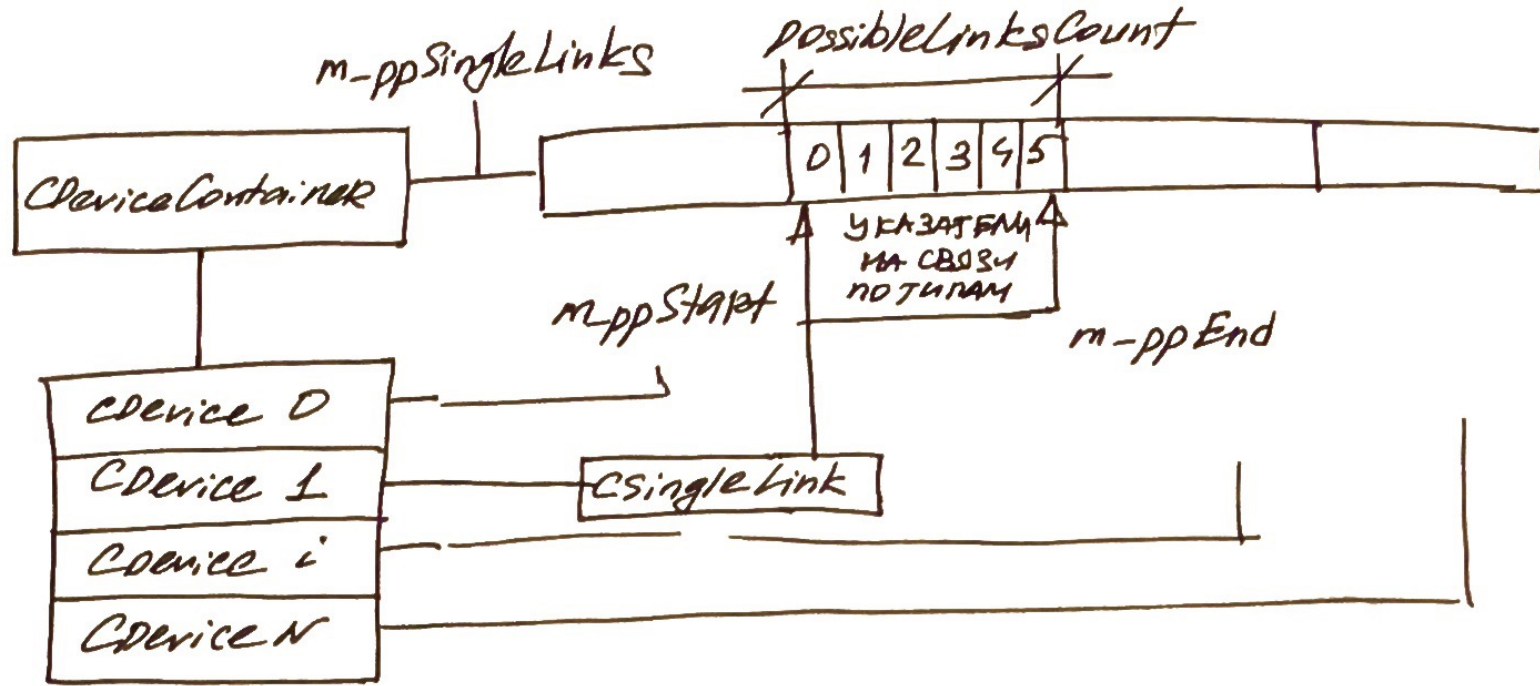 possibleLinksCount
m_ppSingleLinks
CDeviceContainer
0 1 2 3 4 5
УКАЗАТЕЛИ
НА СВЯЗИ
ПО ТИПАМ
m_ppStart
m_ppEnd
CDevice 0
CDevice 1
CSingleLink
CDevice i
CDevice N